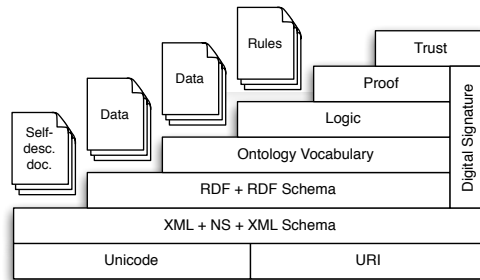 Rules
Trust
Data
Proof
Data
Logic
Self-
desc.
doc.
Ontology Vocabulary
Digital Signature
RDF + RDF Schema
XML + NS + XML Schema
Unicode
URI